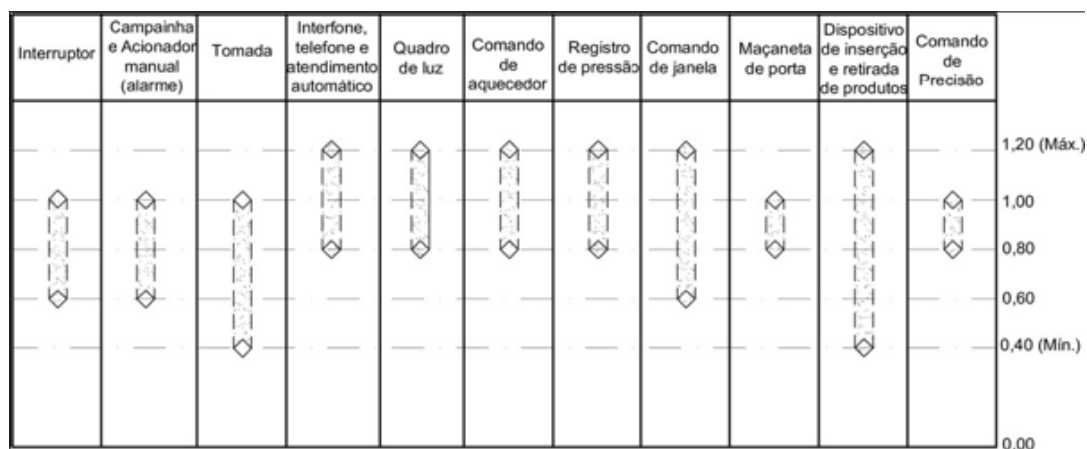 Interruptor
Campainha
e Acionador
manual
(alarme)
Tomada
Interfone,
telefone e
atendimento
automático
Quadro
de luz
Comando
de
aquecedor
Registro
de pressão
Comando
de janela
Maçaneta
de porta
Dispositivo
de inserção
e retirada
de produtos
Comando
de
Precisão
1,20 (Máx.)
1,00
0,80
0,60
0,40 (Mín.)
0,00